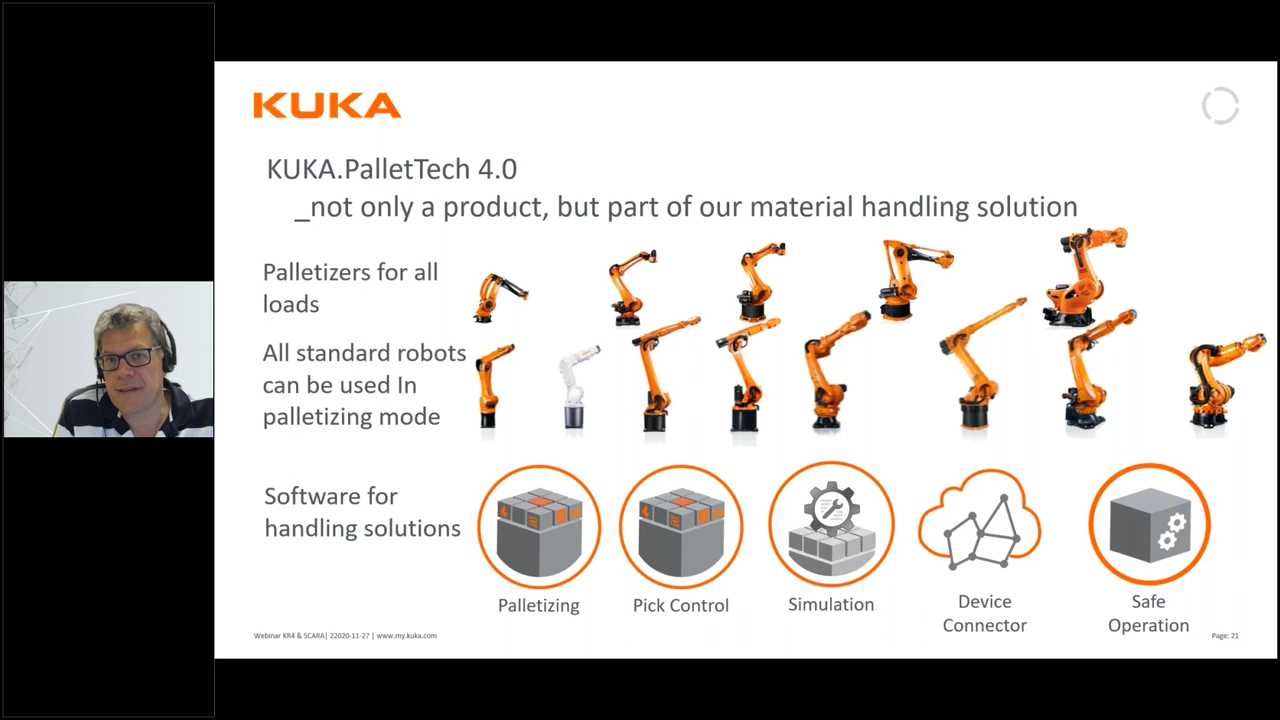 KUKA
KUKA.PalletTech 4.0
_not only a product, but part of our material handling solution
Palletizers for all
loads
All standard robots
can be used In
palletizing mode
Software for
handling solutions
Palletizing
Pick Control
Simulation
Device
Connector
Safe
Operation
Webinar KR4 & SCARA| 22020-11-27 | www.my.kuka.com
Page: 21